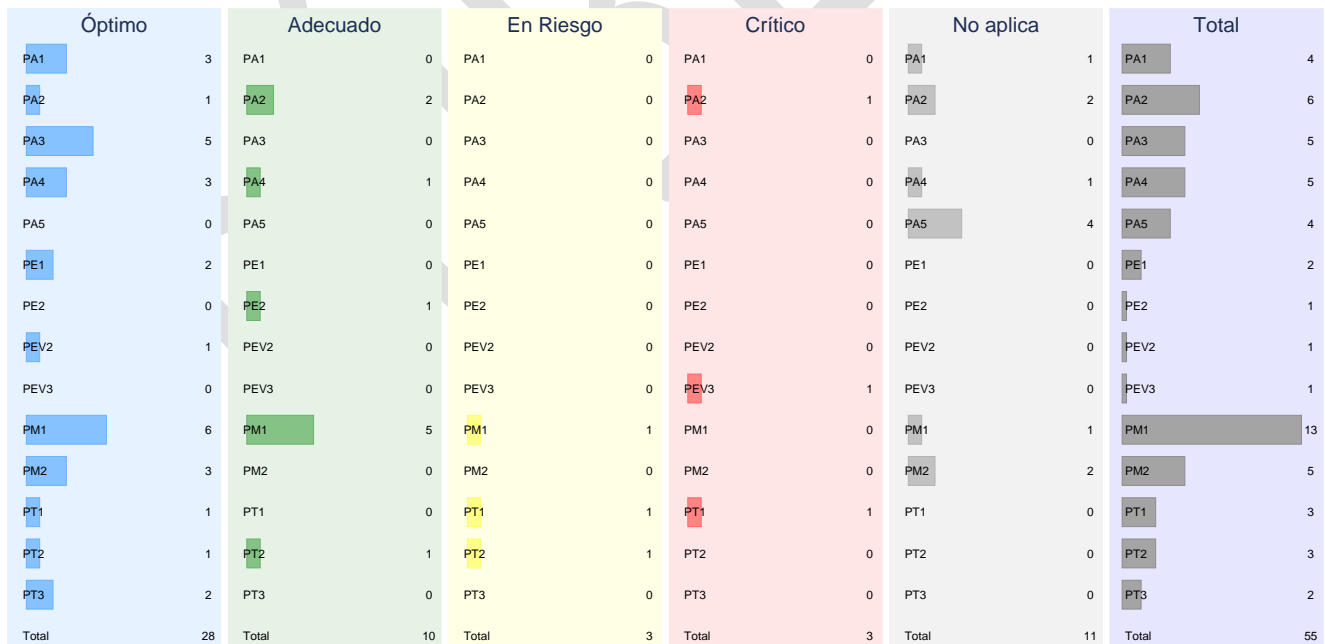 Óptimo Adecuado En Riesgo Crítico No aplica Total
PA1 3 PA1 0 PA1 0 PA1 0 PA1 1 PA1 4
PA2 1 PA2 2 PA2 0 PA2 1 PA2 2 PA2 6
PA3 5 PA3 0 PA3 0 PA3 0 PA3 0 PA3 5
PA4 3 PA4 1 PA4 0 PA4 0 PA4 1 PA4 5
PA5 0 PA5 0 PA5 0 PA5 0 PA5 4 PA5 4
PE1 2 PE1 0 PE1 0 PE1 0 PE1 0 PE1 2
PE2 0 PE2 1 PE2 0 PE2 0 PE2 0 PE2 1
PEV2 1 PEV2 0 PEV2 0 PEV2 0 PEV2 0 PEV2 1
PEV3 0 PEV3 0 PEV3 0 PEV3 1 PEV3 0 PEV3 1
PM1 6 PM1 5 PM1 1 PM1 0 PM1 1 PM1 13
PM2 3 PM2 0 PM2 0 PM2 0 PM2 2 PM2 5
PT1 1 PT1 0 PT1 1 PT1 1 PT1 0 PT1 3
PT2 1 PT2 1 PT2 1 PT2 0 PT2 0 PT2 3
PT3 2 PT3 0 PT3 0 PT3 0 PT3 0 PT3 2
Total 28 Total 10 Total 3 Total 3 Total 11 Total 55